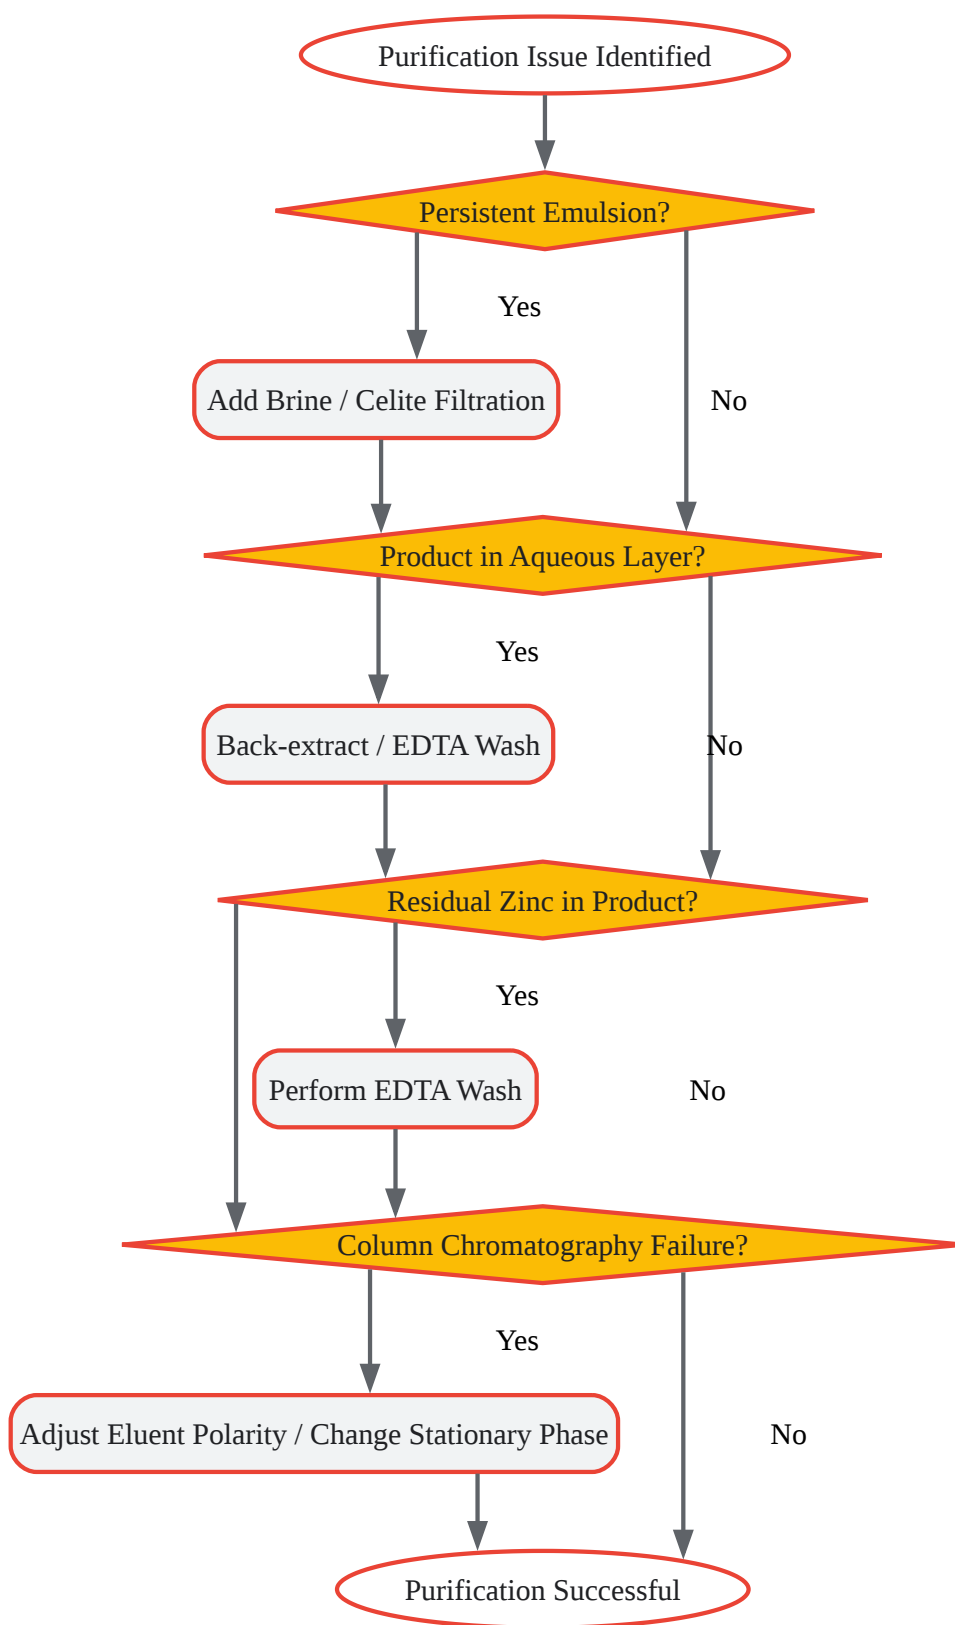 Purification Issue Identified
Persistent Emulsion?
Yes
Add Brine / Celite Filtration
No
Product in Aqueous Layer?
Yes
Back-extract / EDTA Wash
No
Residual Zinc in Product?
Yes
Perform EDTA Wash
No
Column Chromatography Failure?
Yes
Adjust Eluent Polarity / Change Stationary Phase
No
Purification Successful